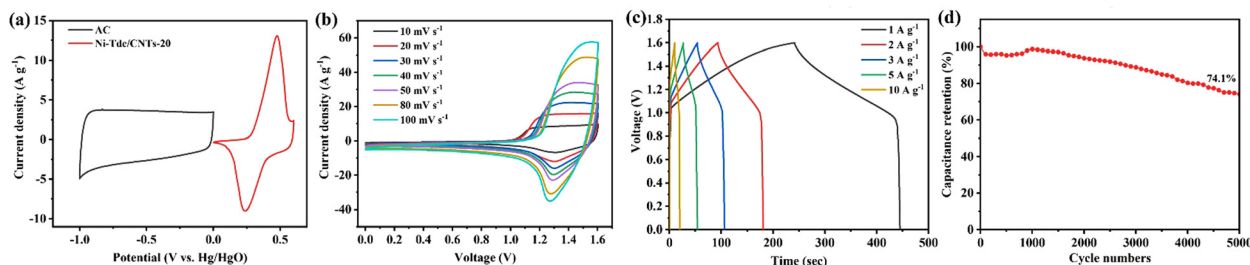 (a)
AC
Ni-Tdc/CNTs-20
Current density (A g⁻¹)
15
10
5
0
-5
-10
-1.0
-0.5
0.0
0.5
Potential (V vs. Hg/HgO)
(b)
10 mV s⁻¹
20 mV s⁻¹
30 mV s⁻¹
40 mV s⁻¹
50 mV s⁻¹
80 mV s⁻¹
100 mV s⁻¹
Current density (A g⁻¹)
60
40
20
0
-20
-40
0.0 0.2 0.4 0.6 0.8 1.0 1.2 1.4 1.6
Voltage (V)
(c)
1 A g⁻¹
2 A g⁻¹
3 A g⁻¹
5 A g⁻¹
10 A g⁻¹
Voltage (V)
1.8
1.6
1.4
1.2
1.0
0.8
0.6
0.4
0.2
0.0
0 100 200 300 400 500
Time (sec)
(d)
74.1%
Capacitance retention (%)
120
100
80
60
40
20
0
0 1000 2000 3000 4000 5000
Cycle numbers